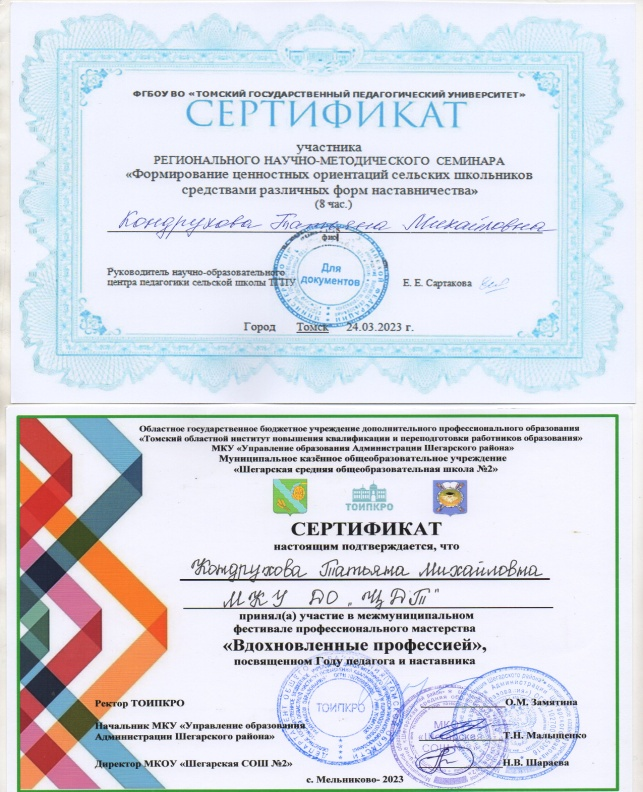 ФГБОУ ВО «ТОМСКИЙ ГОСУДАРСТВЕННЫЙ ПЕДАГОГИЧЕСКИЙ УНИВЕРСИТЕТ»
СЕРТИФИКАТ
участника
РЕГИОНАЛЬНОГО НАУЧНО-МЕТОДИЧЕСКОГО СЕМИНАРА
«Формирование ценностных ориентаций сельских школьников
средствами различных форм наставничества»
(8 час.)
Кондрухова Татьяна Михайловна
фио
Руководитель научно-образовательного
центра педагогики сельской школы ТГПУ
Для
документов
Е. Е. Сартакова
Город Томск 24.03.2023 г.
Областное государственное бюджетное учреждение дополнительного профессионального образования
«Томский областной институт повышения квалификации и переподготовки работников образования»
МКУ «Управление образования Администрации Шегарского района»
Муниципальное казённое общеобразовательное учреждение
«Шегарская средняя общеобразовательная школа №2»
ТОИПКРО
СЕРТИФИКАТ
настоящим подтверждается, что
Кондрухова Татьяна Михайловна
МКУ ДО "ЦДТ"
принял(а) участие в межмуниципальном
фестивале профессионального мастерства
«Вдохновленные профессией»,
посвященном Году педагога и наставника
Ректор ТОИПКРО
ТОИПКРО
О.М. Замятина
Начальник МКУ «Управление образования
Администрации Шегарского района»
Т.Н. Малыщенко
Директор МКОУ «Шегарская СОШ №2»
Н.В. Шараева
с. Мельниково- 2023